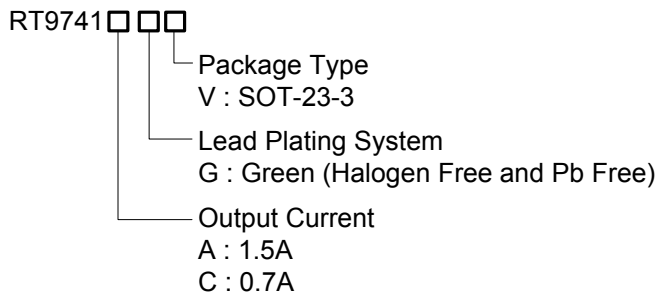 RT9741
Package Type
V : SOT-23-3
Lead Plating System
G : Green (Halogen Free and Pb Free)
Output Current
A : 1.5A
C : 0.7A